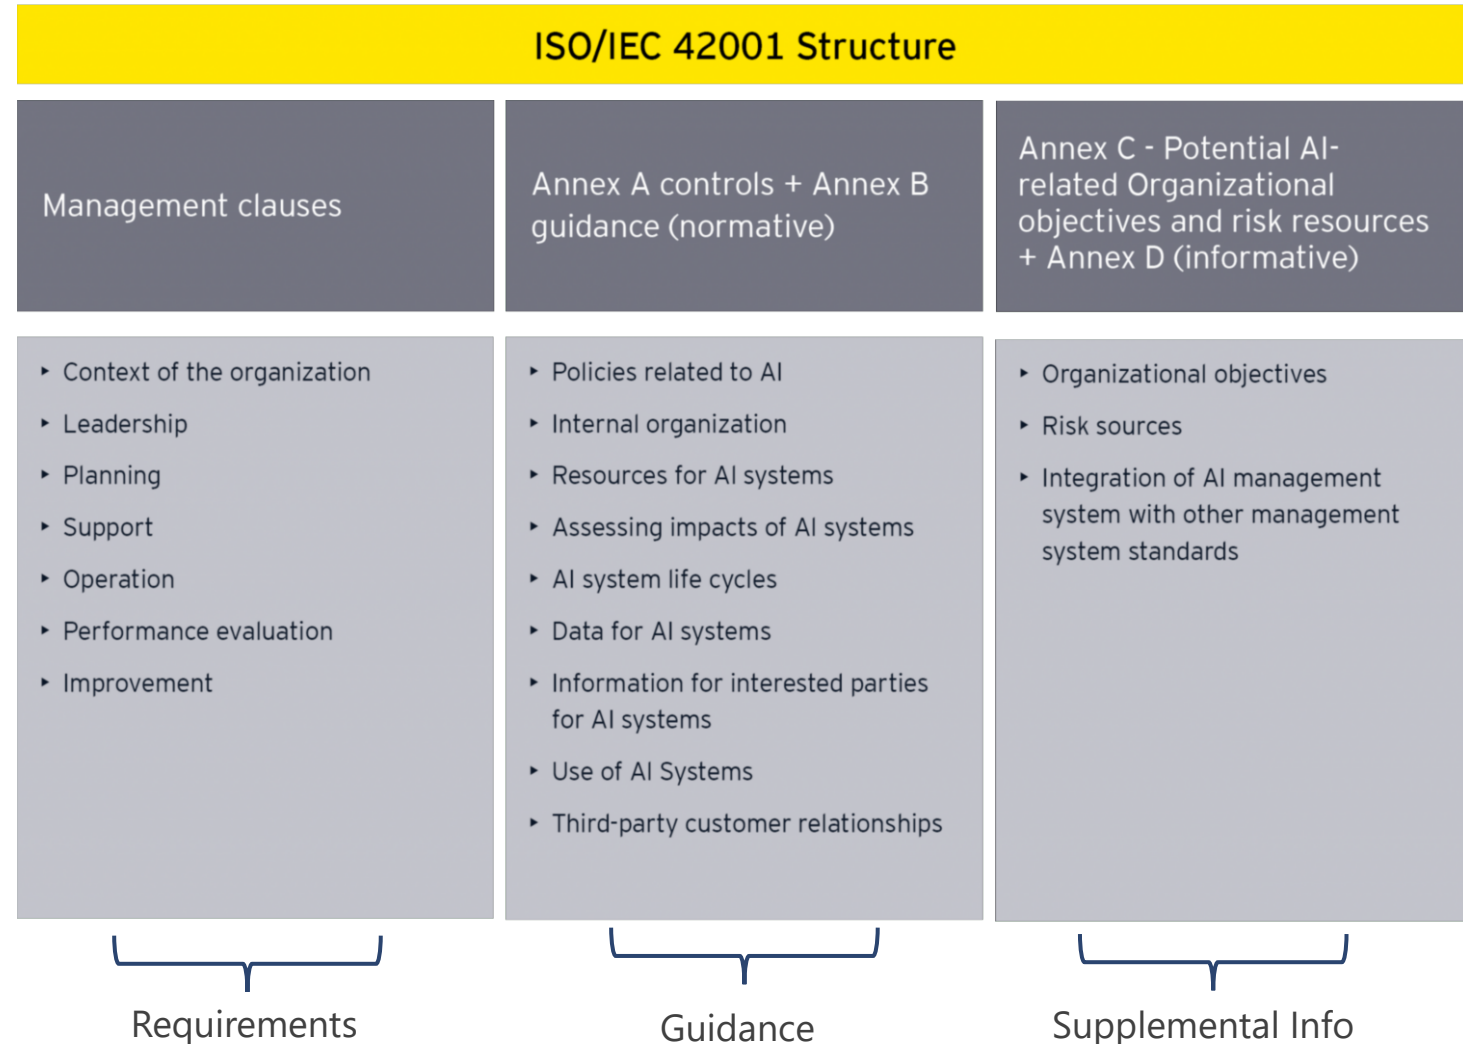 ISO/IEC 42001 Structure
Management clauses
Annex A controls + Annex B
guidance (normative)
Annex C - Potential AI-
related Organizational
objectives and risk resources
+ Annex D (informative)
‣ Context of the organization
‣ Leadership
‣ Planning
‣ Support
‣ Operation
‣ Performance evaluation
‣ Improvement
‣ Policies related to AI
‣ Internal organization
‣ Resources for AI systems
‣ Assessing impacts of AI systems
‣ AI system life cycles
‣ Data for AI systems
‣ Information for interested parties
for AI systems
‣ Use of AI Systems
‣ Third-party customer relationships
‣ Organizational objectives
‣ Risk sources
‣ Integration of AI management
system with other management
system standards
Requirements
Guidance
Supplemental Info